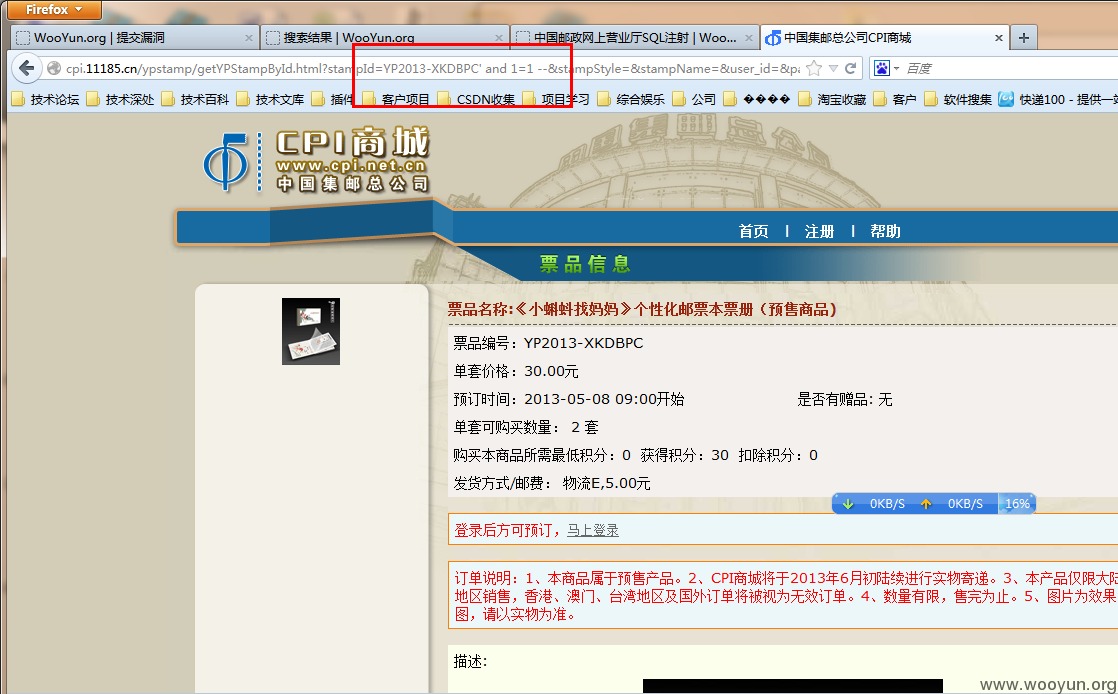 Firefox
WooYun.org | 提交漏洞
搜索结果 | WooYun.org
中国邮政网上营业厅SQL注射 | Woo...
中国集邮总公司CPI商城
cpi.11185.cn/ypstamp/getYPStampById.html?stampId=YP2013-XKDBPC' and 1=1 --&stampStyle=&stampName=&user_id=&pa
百度
技术论坛 技术深处 技术百科 技术文库 插件 客户项目 CSDN收集 项目学习 综合娱乐 公司 ���� 淘宝收藏 客户 软件搜集 快递100 - 提供一站
CPI商城
www.cpi.net.cn
中国集邮总公司
首页 | 注册 | 帮助
票品信息
票品名称:《小蝌蚪找妈妈》个性化邮票本票册（预售商品）
票品编号：YP2013-XKDBPC
单套价格：30.00元
预订时间：2013-05-08 09:00开始 是否有赠品: 无
单套可购买数量： 2 套
购买本商品所需最低积分：0 获得积分：30 扣除积分：0
发货方式/邮费： 物流E,5.00元
0KB/S 0KB/S 16%
登录后方可预订，马上登录
订单说明：1、本商品属于预售产品。2、CPI商城将于2013年6月初陆续进行实物寄递。3、本产品仅限大陆
地区销售，香港、澳门、台湾地区及国外订单将被视为无效订单。4、数量有限，售完为止。5、图片为效果
图，请以实物为准。
描述:
www.wooyun.org